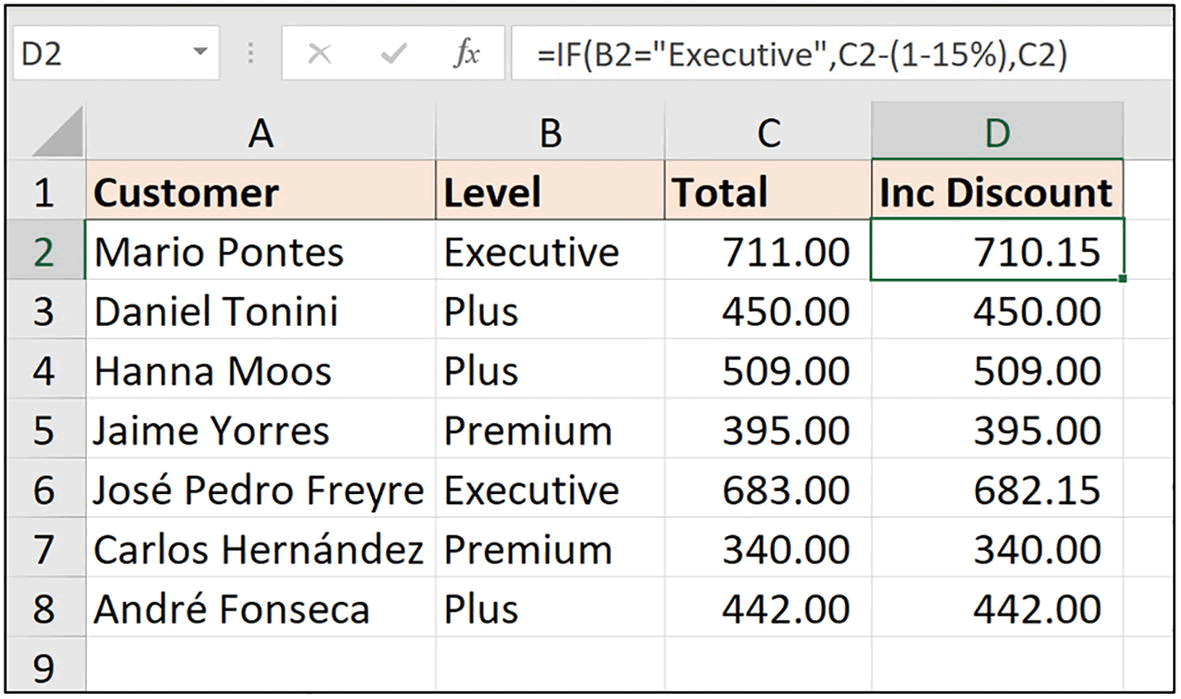 D2 fx =IF(B2="Executive",C2-(1-15%),C2)
A B C D
1 Customer Level Total Inc Discount
2 Mario Pontes Executive 711.00 710.15
3 Daniel Tonini Plus 450.00 450.00
4 Hanna Moos Plus 509.00 509.00
5 Jaime Yorres Premium 395.00 395.00
6 José Pedro Freyre Executive 683.00 682.15
7 Carlos Hernández Premium 340.00 340.00
8 André Fonseca Plus 442.00 442.00
9